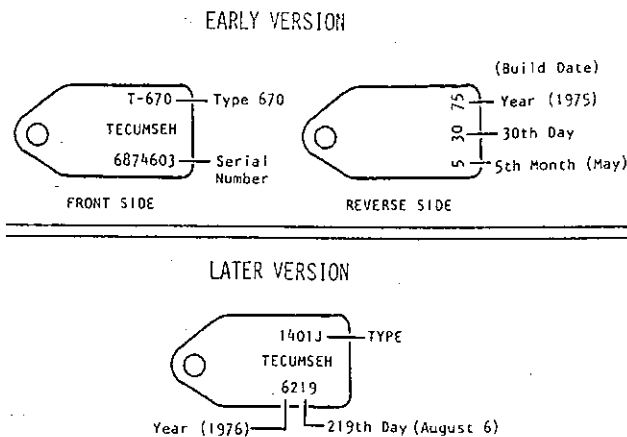 EARLY VERSION
T-670 Type 670
TECUMSEH
6874603 Serial Number
FRONT SIDE
(Build Date)
75 Year (1975)
30 30th Day
5 5th Month (May)
REVERSE SIDE
LATER VERSION
1401J TYPE
TECUMSEH
6219
Year (1976) 219th Day (August 6)